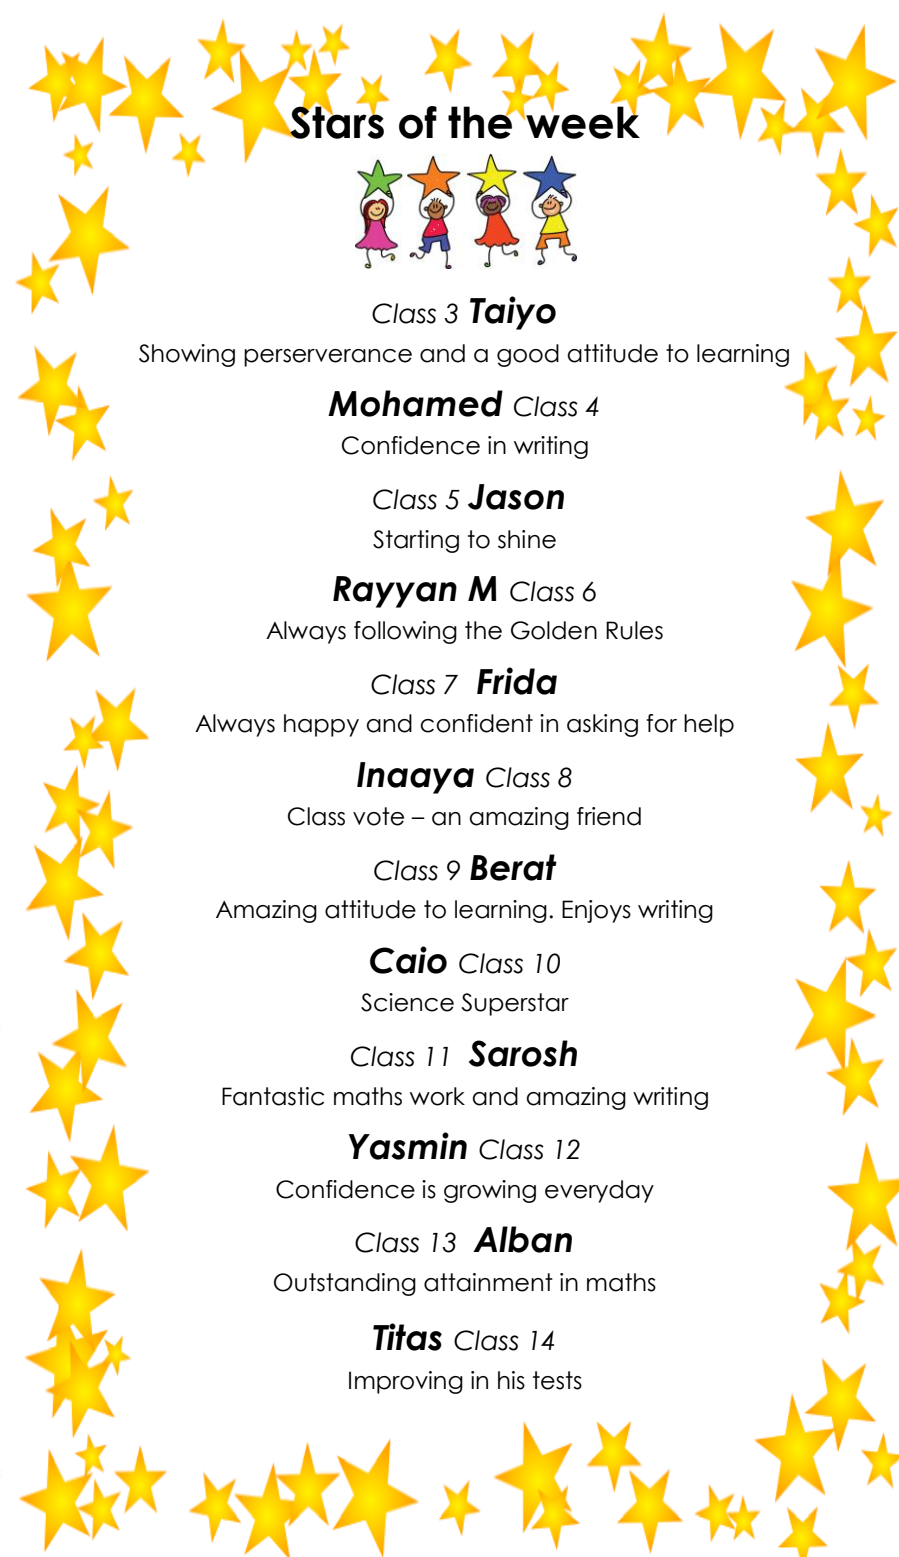 Stars of the week
Class 3 Taiyo
Showing perserverance and a good attitude to learning
Mohamed Class 4
Confidence in writing
Class 5 Jason
Starting to shine
Rayyan M Class 6
Always following the Golden Rules
Class 7 Frida
Always happy and confident in asking for help
Inaaya Class 8
Class vote – an amazing friend
Class 9 Berat
Amazing attitude to learning. Enjoys writing
Caio Class 10
Science Superstar
Class 11 Sarosh
Fantastic maths work and amazing writing
Yasmin Class 12
Confidence is growing everyday
Class 13 Alban
Outstanding attainment in maths
Titas Class 14
Improving in his tests